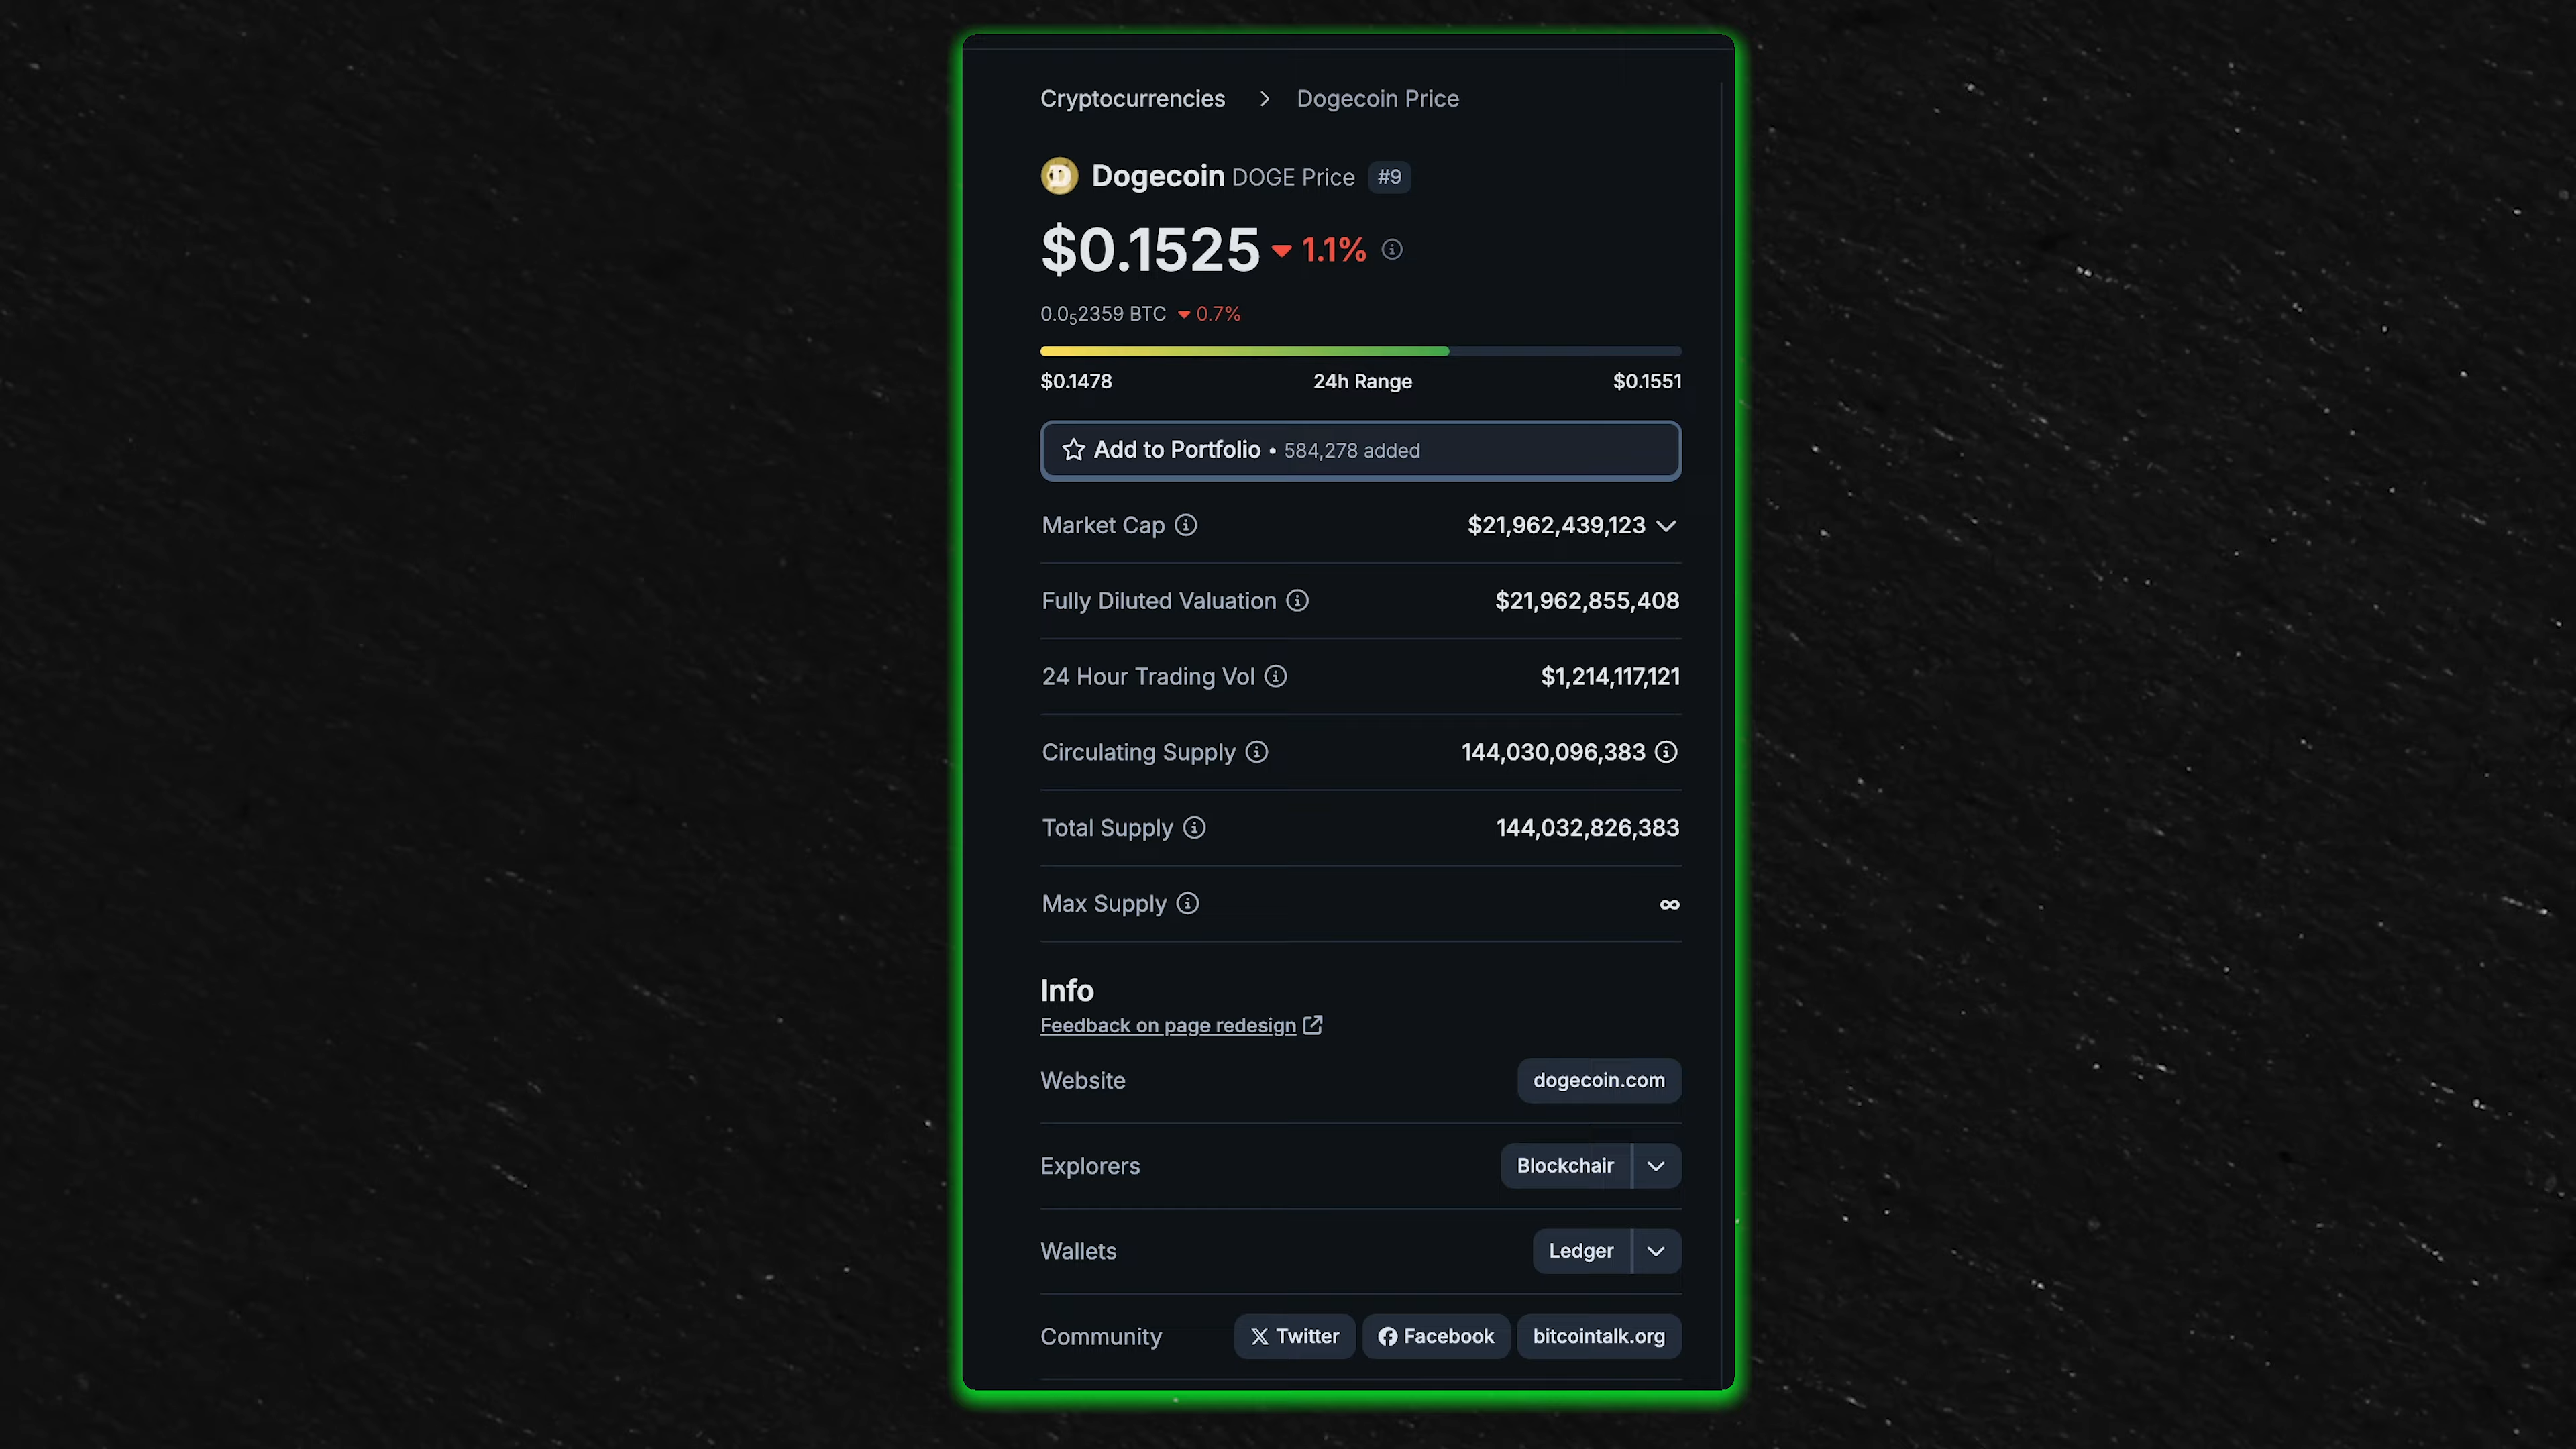 Cryptocurrencies > Dogecoin Price
Dogecoin DOGE Price #9
$0.1525 1.1%
0.0₅2359 BTC 0.7%
$0.1478 24h Range $0.1551
Add to Portfolio • 584,278 added
Market Cap $21,962,439,123
Fully Diluted Valuation $21,962,855,408
24 Hour Trading Vol $1,214,117,121
Circulating Supply 144,030,096,383
Total Supply 144,032,826,383
Max Supply ∞
Info
Feedback on page redesign
Website dogecoin.com
Explorers Blockchair
Wallets Ledger
Community Twitter Facebook bitcointalk.org